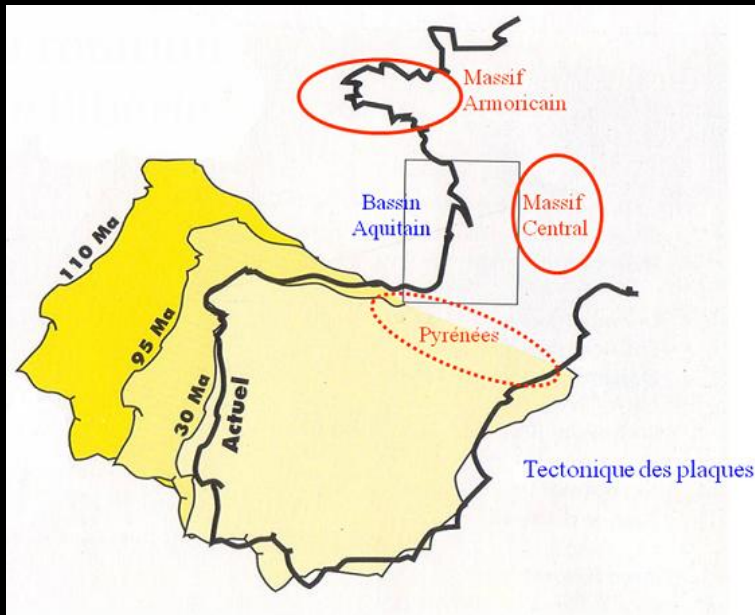 Massif
Armoricain
Bassin
Aquitain
Massif
Central
110 Ma
95 Ma
30 Ma
Actuel
Pyrénées
Tectonique des plaques